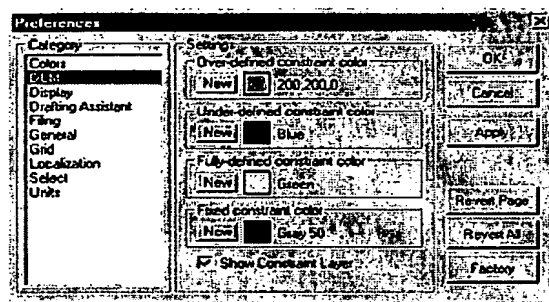 Preferences
Category
Colors
DCM
Display
Drafting Assistant
Filing
General
Grid
Localization
Select
Units
Settings
Over-defined constraint color
New 200,200,0
Under-defined constraint color
New Blue
Fully-defined constraint color
New Green
Fixed constraint color
New Gray 50
Show Constraint Layer
OK
Cancel
Apply
Revert Page
Revert All
Factory